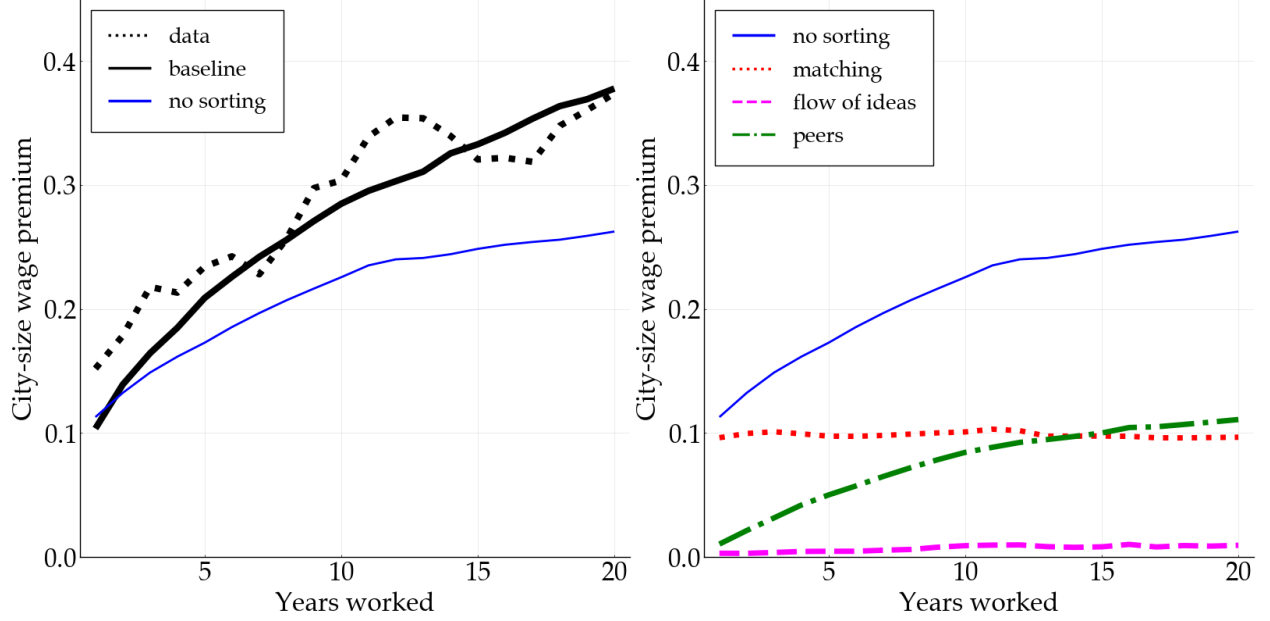 data
baseline
no sorting
City-size wage premium
0.4
0.3
0.2
0.1
0.0
5
10
15
20
Years worked
no sorting
matching
flow of ideas
peers
City-size wage premium
0.4
0.3
0.2
0.1
0.0
5
10
15
20
Years worked